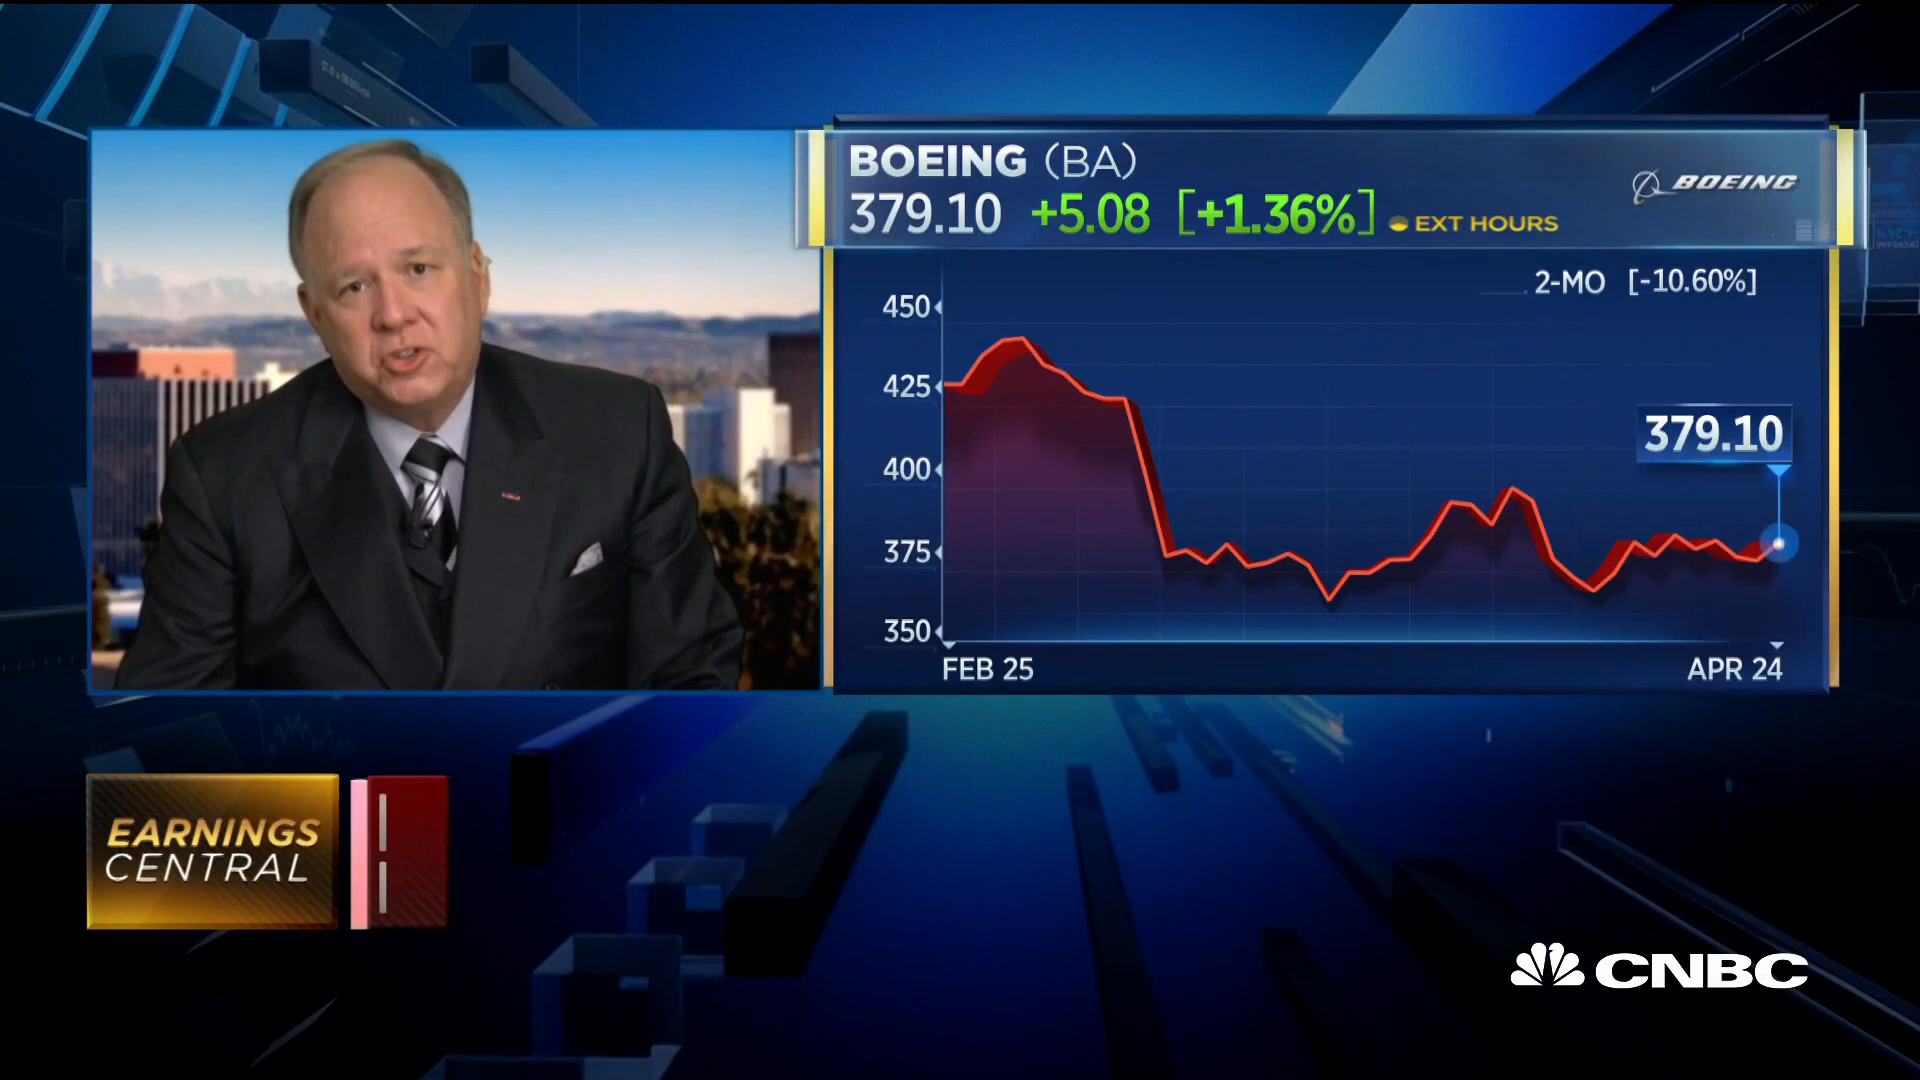 BOEING (BA)
379.10 +5.08 [+1.36%] EXT HOURS
BOEING
2-MO [-10.60%]
450
425
400
375
350
379.10
FEB 25
APR 24
EARNINGS
CENTRAL
CNBC